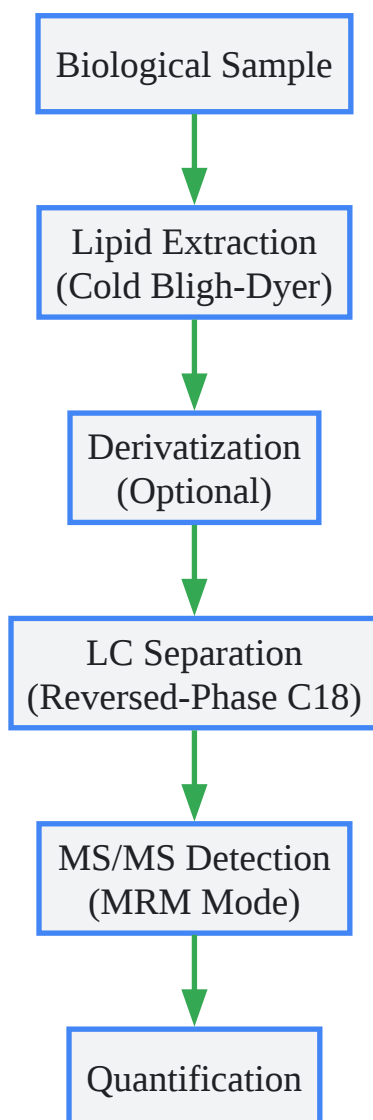 Biological Sample
Lipid Extraction
(Cold Bligh-Dyer)
Derivatization
(Optional)
LC Separation
(Reversed-Phase C18)
MS/MS Detection
(MRM Mode)
Quantification